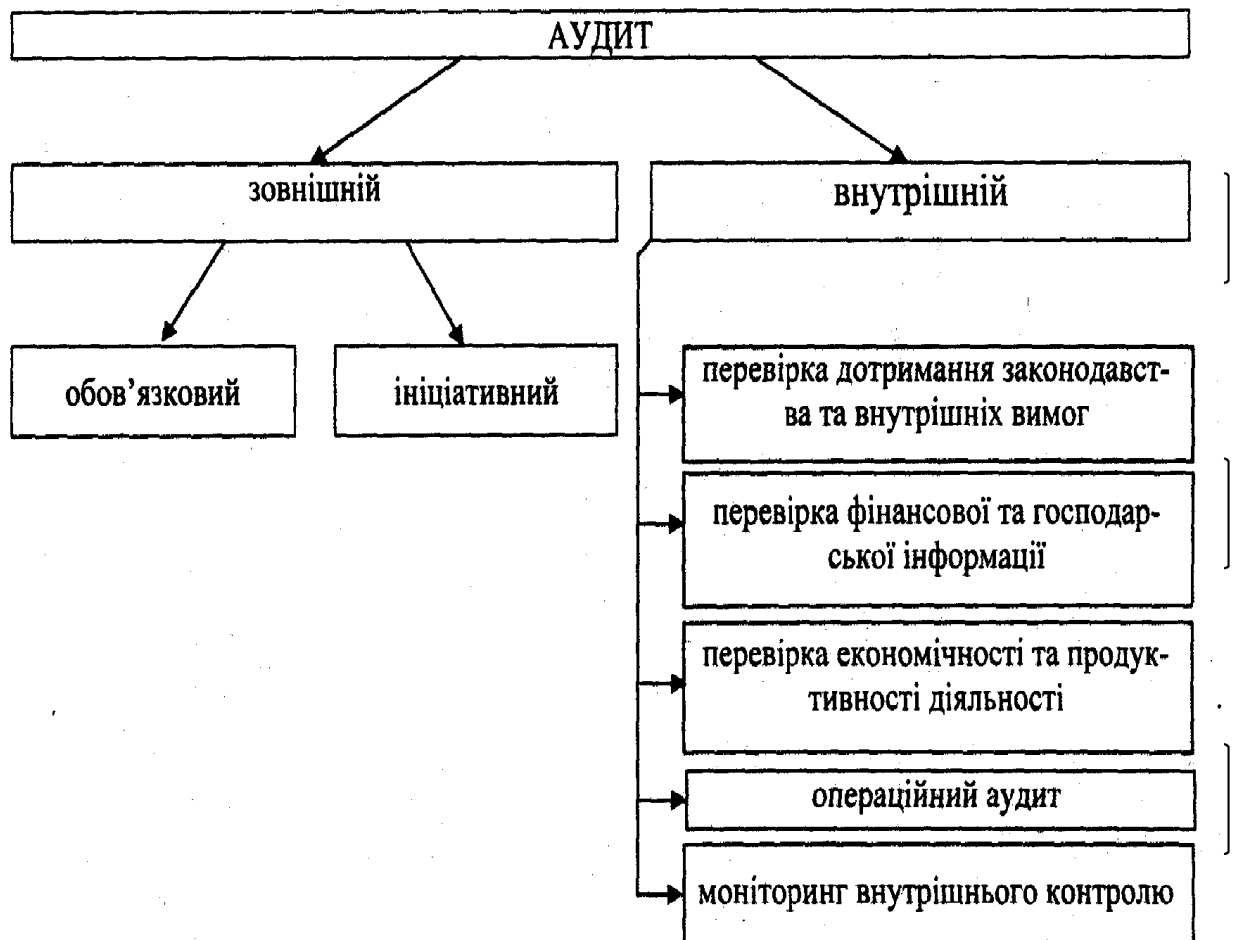 АУДИТ
зовнішній
внутрішній
обов’язковий
ініціативний
перевірка дотримання законодавст-
ва та внутрішніх вимог
перевірка фінансової та господар-
ської інформації
перевірка економічності та продук-
тивності діяльності
операційний аудит
моніторинг внутрішнього контролю